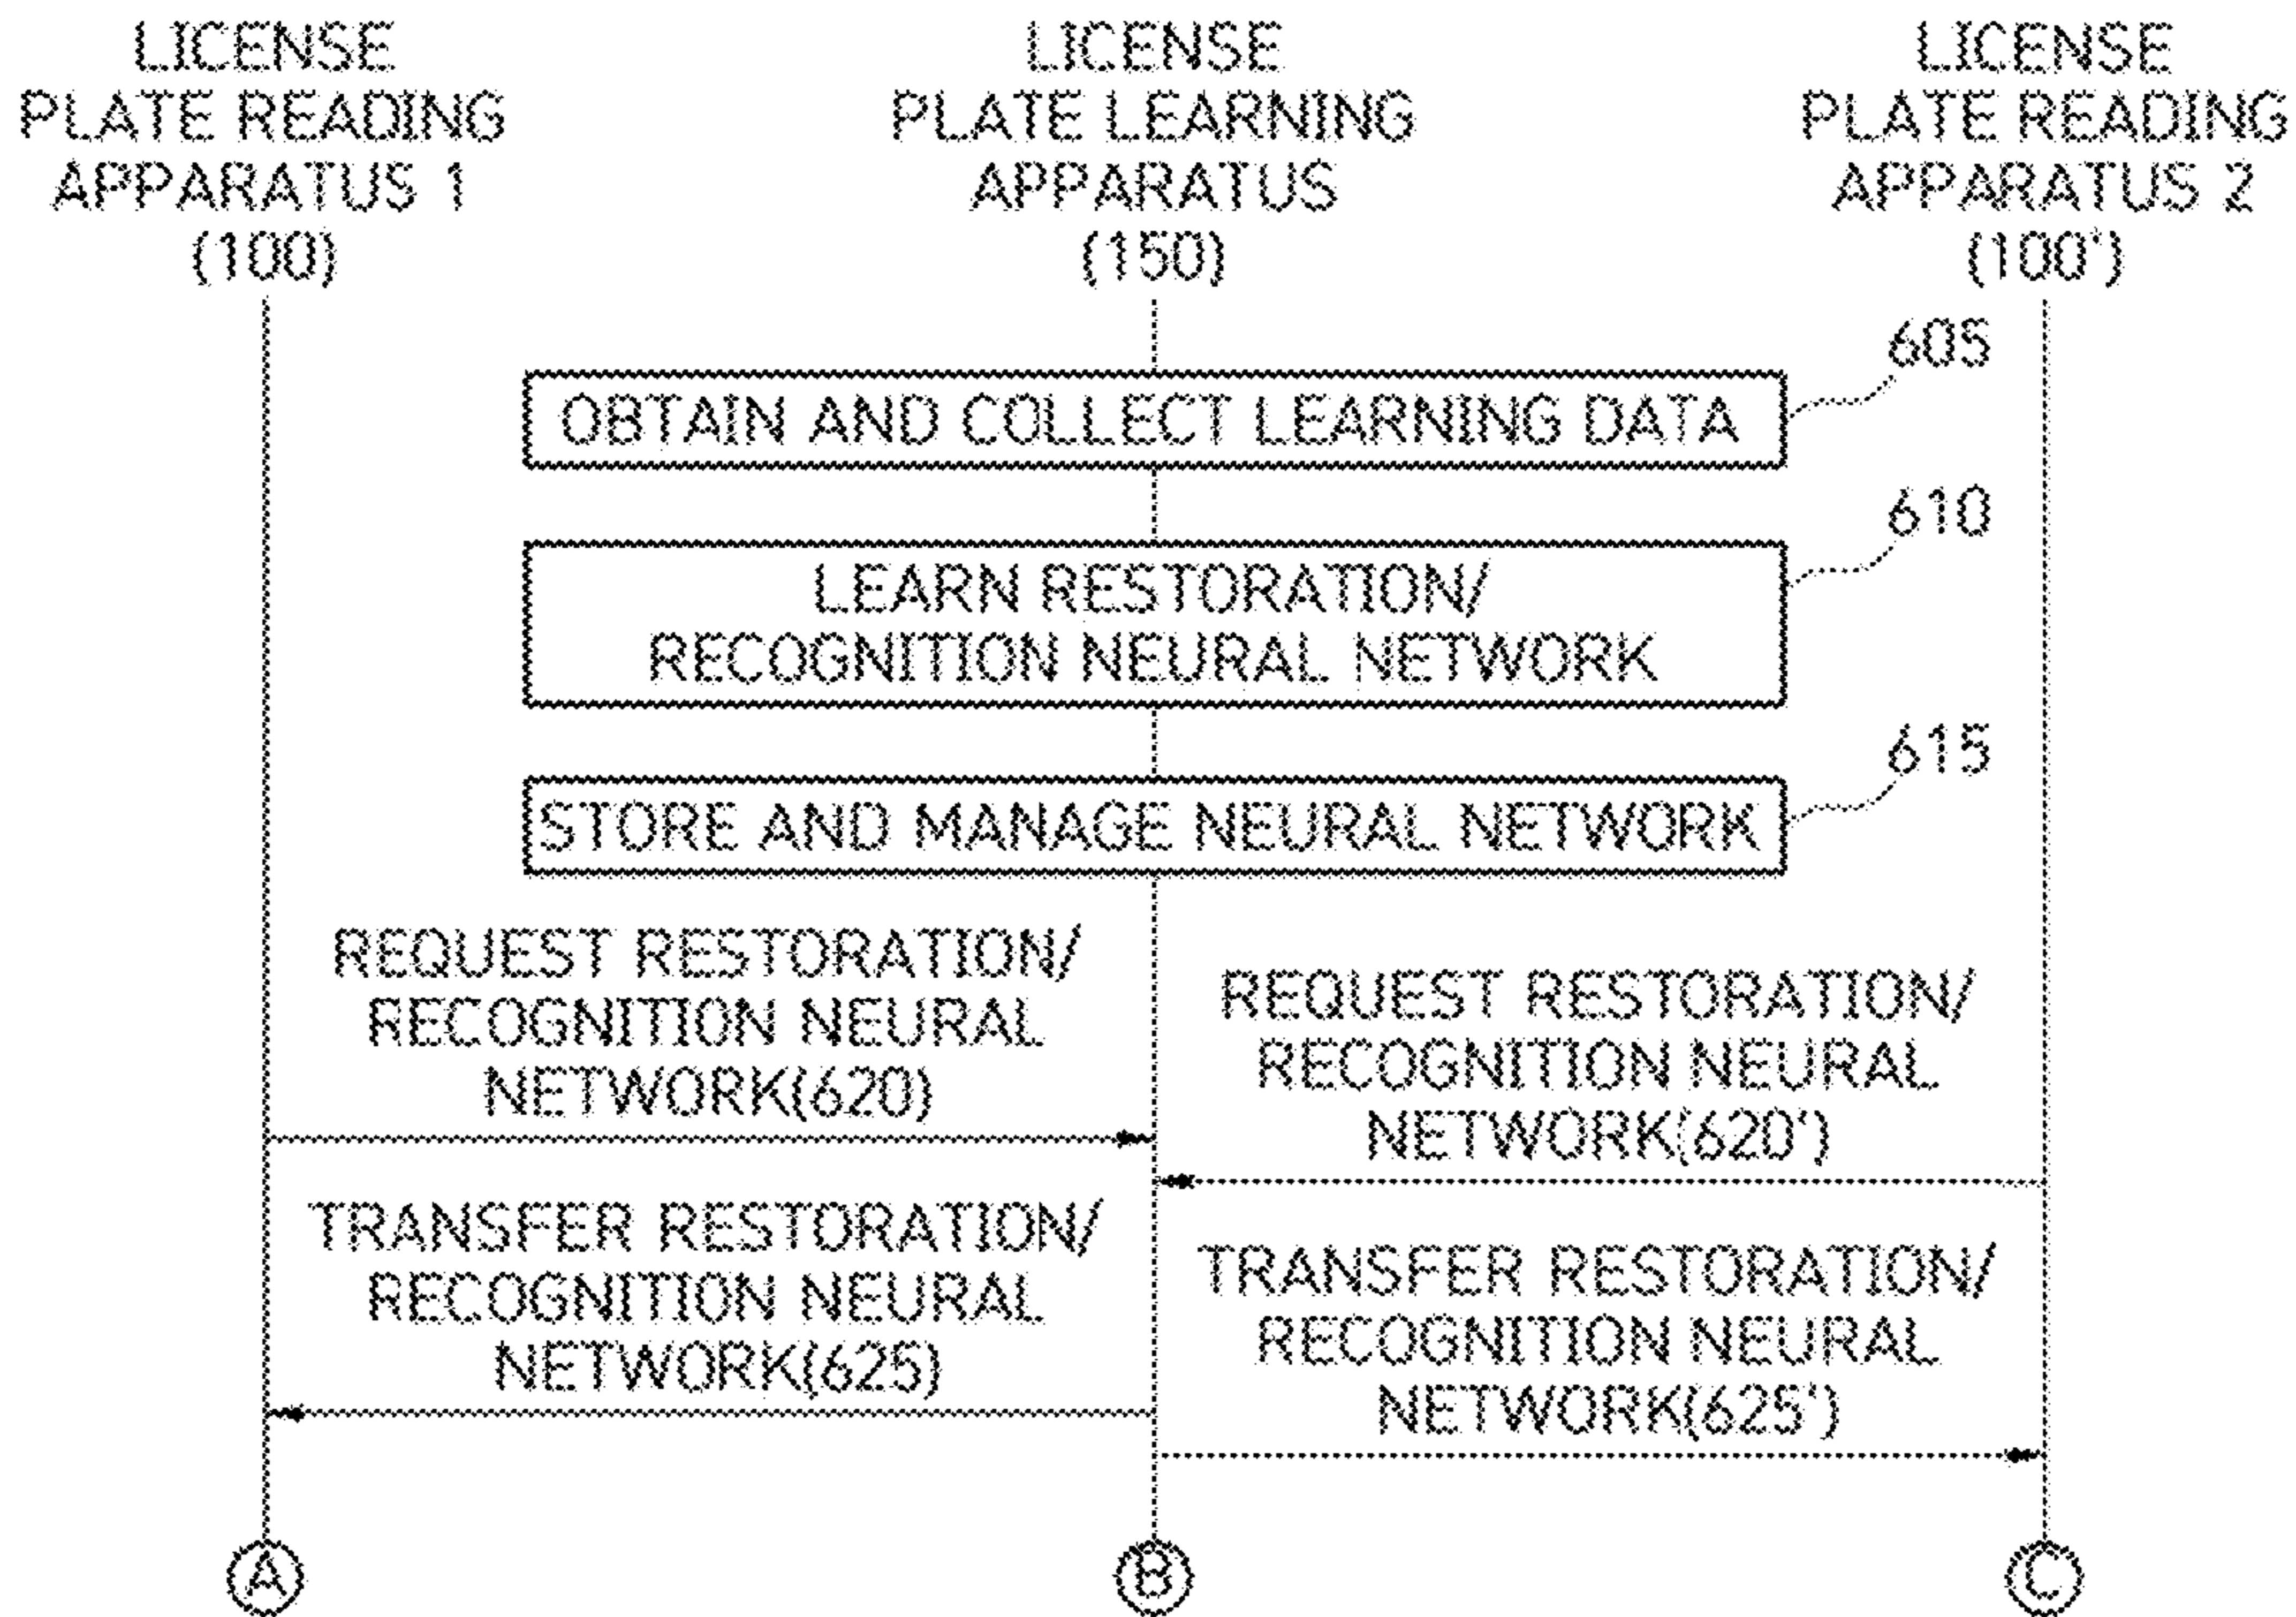 LICENSE
PLATE READING
APPARATUS 1
(100)
LICENSE
PLATE LEARNING
APPARATUS
(150)
LICENSE
PLATE READING
APPARATUS 2
(100')
605
OBTAIN AND COLLECT LEARNING DATA
610
LEARN RESTORATION/
RECOGNITION NEURAL NETWORK
615
STORE AND MANAGE NEURAL NETWORK
REQUEST RESTORATION/
RECOGNITION NEURAL
NETWORK(620)
REQUEST RESTORATION/
RECOGNITION NEURAL
NETWORK(620')
TRANSFER RESTORATION/
RECOGNITION NEURAL
NETWORK(625)
TRANSFER RESTORATION/
RECOGNITION NEURAL
NETWORK(625')
A
B
C